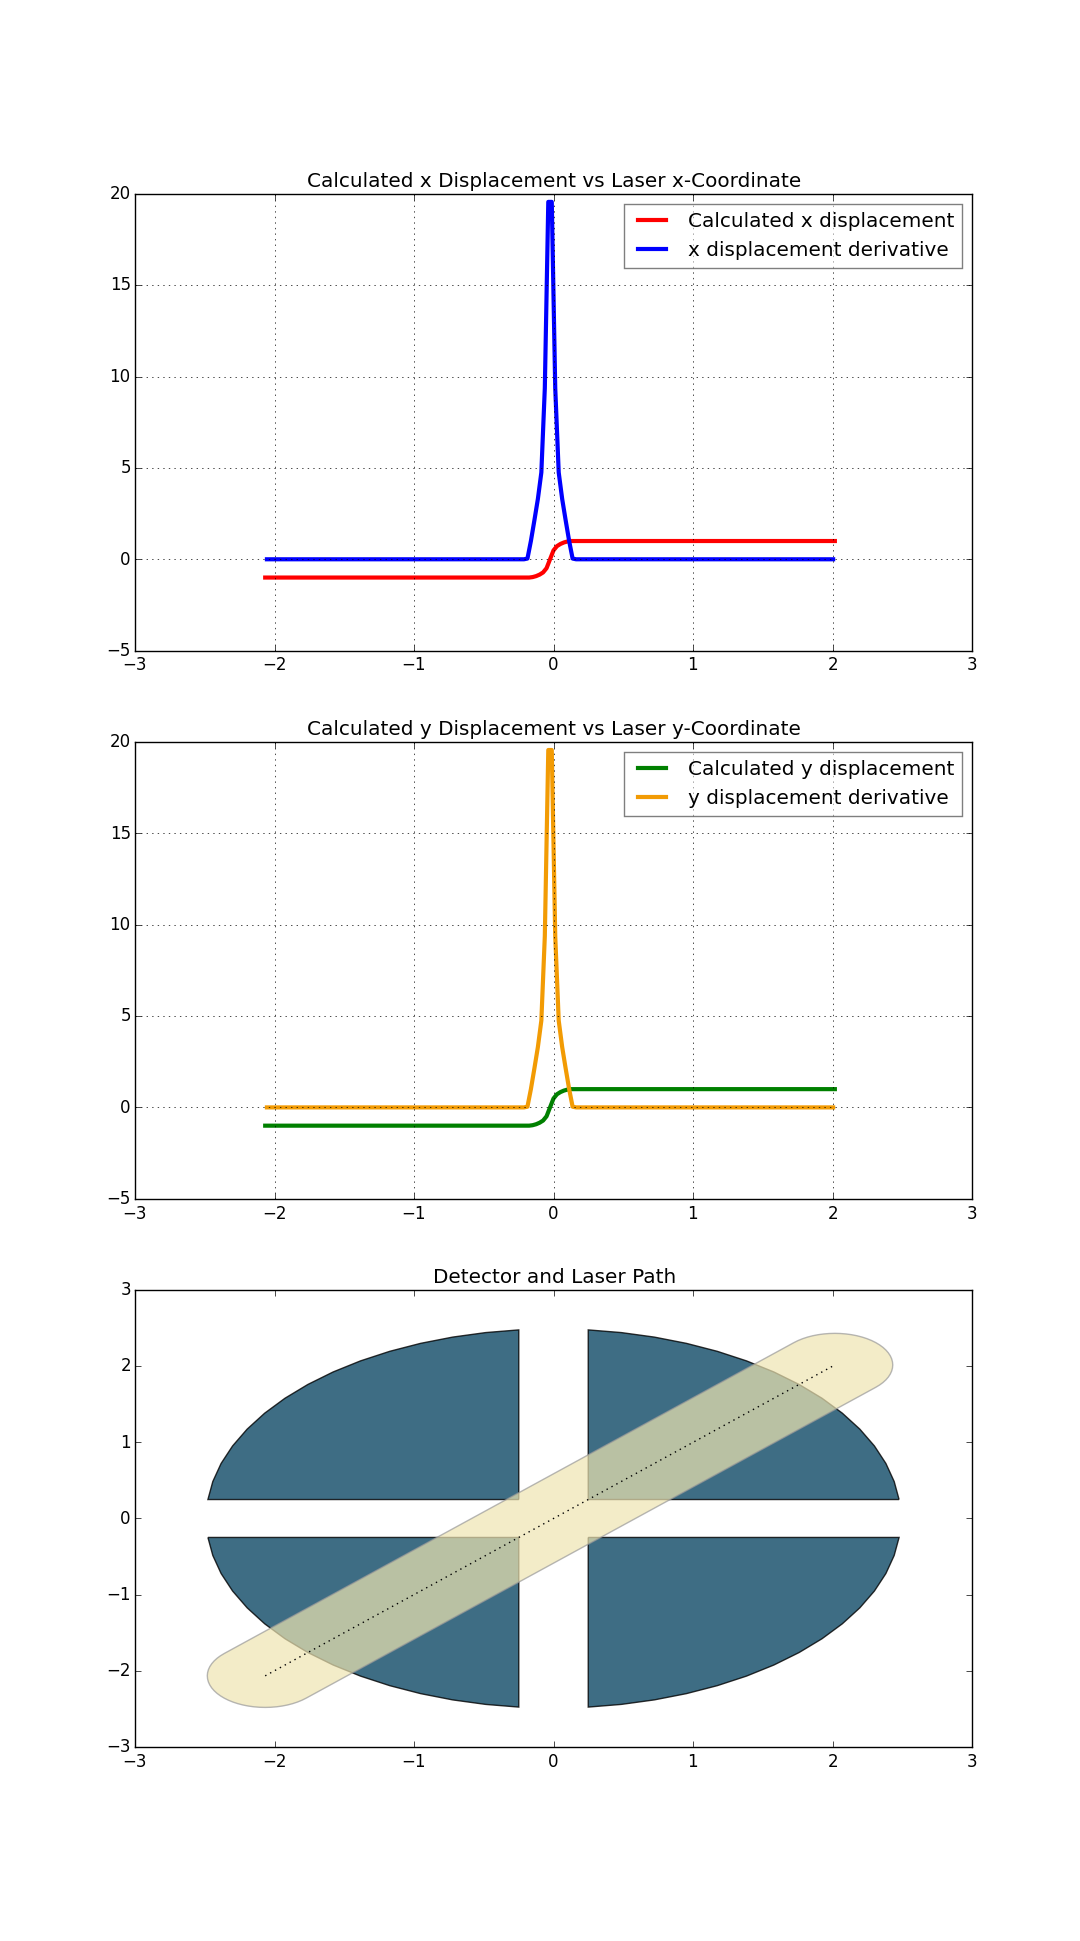 Calculated x Displacement vs Laser x-Coordinate
20
15
10
5
0
−5
Calculated x displacement
x displacement derivative
−3 −2 −1 0 1 2 3
Calculated y Displacement vs Laser y-Coordinate
20
15
10
5
0
−5
Calculated y displacement
y displacement derivative
−3 −2 −1 0 1 2 3
Detector and Laser Path
3
2
1
0
−1
−2
−3
−3 −2 −1 0 1 2 3